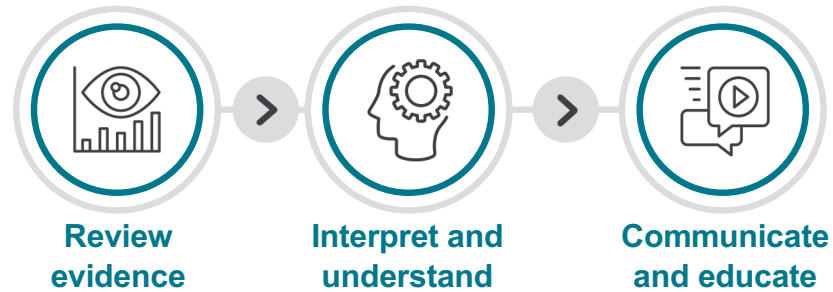 Review
evidence
Interpret and
understand
Communicate
and educate